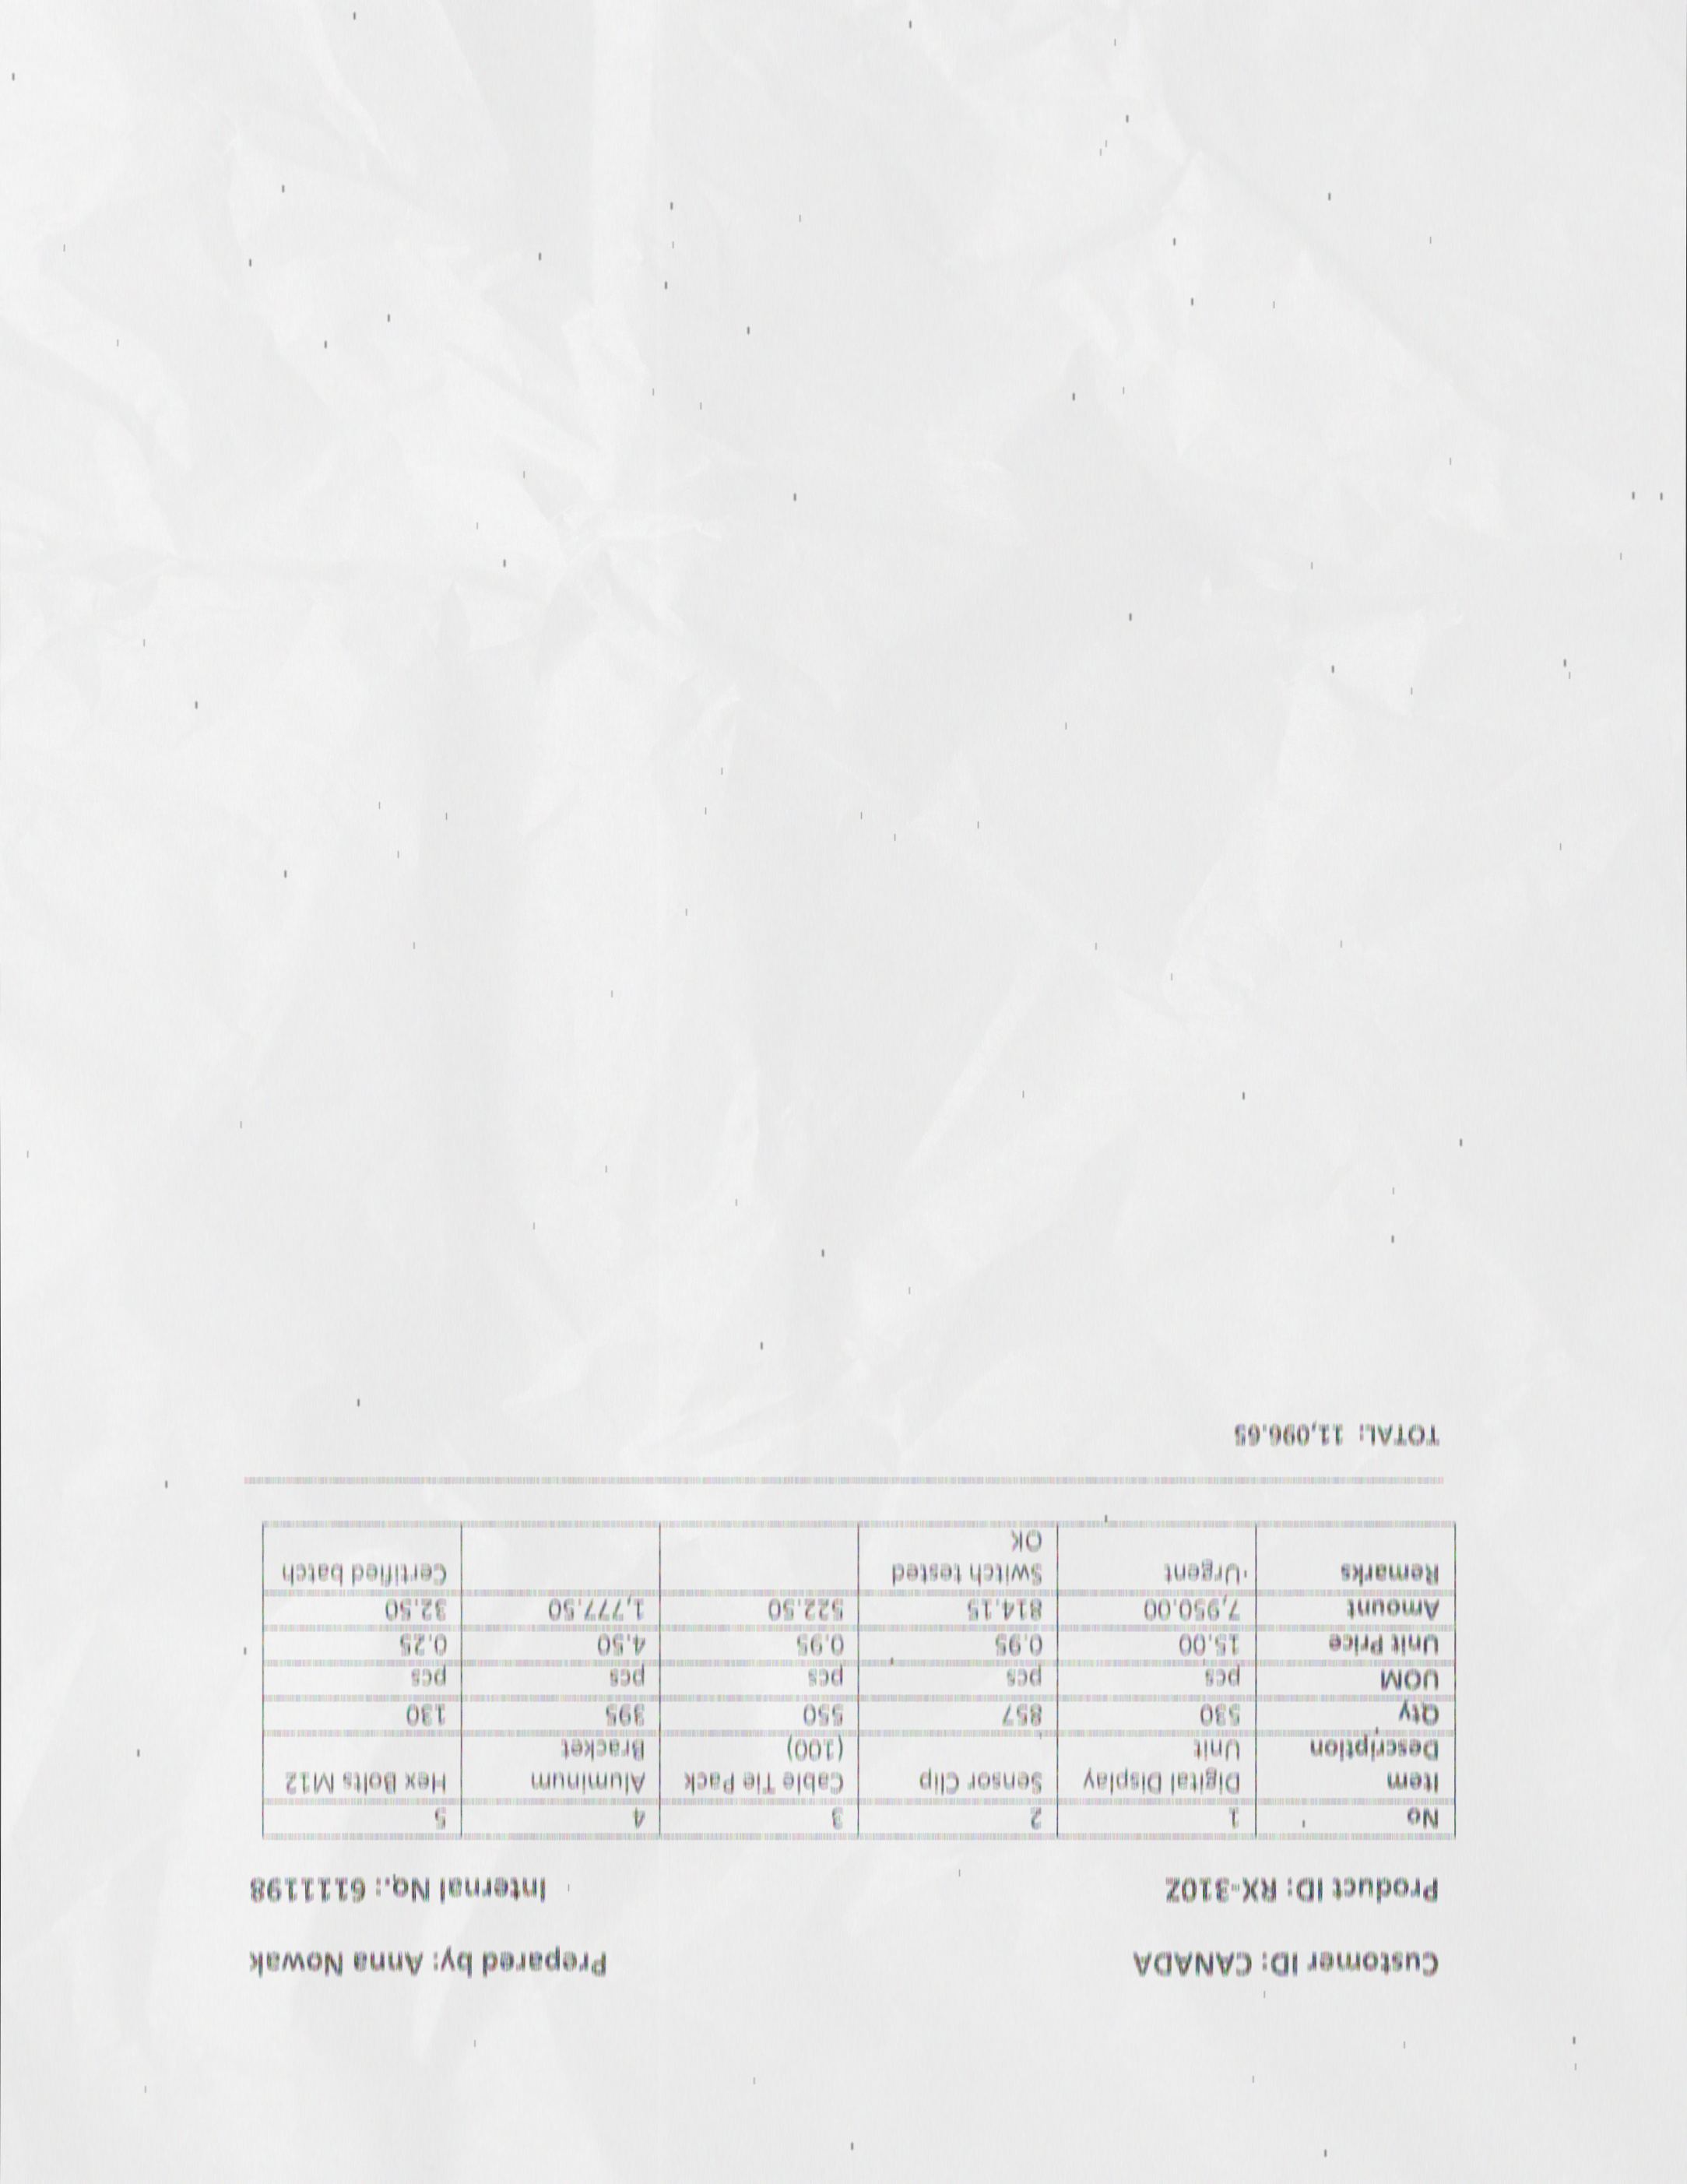 Customer ID: CANADA Prepared by: Anna Nowak
Product ID: RX-310Z Internal No.: 6111198
No 1 2 3 4 5
Item Digital Display Sensor Clip Cable Tie Pack Aluminum Hex Bolts M12
Description Unit (100) Bracket
Qty 530 857 550 395 130
UOM pcs pcs pcs pcs pcs
Unit Price 15.00 0.95 0.95 4.50 0.25
Amount 7,950.00 814.15 522.50 1,777.50 32.50
Remarks Urgent Switch tested Certified batch
OK
TOTAL: 11,096.65